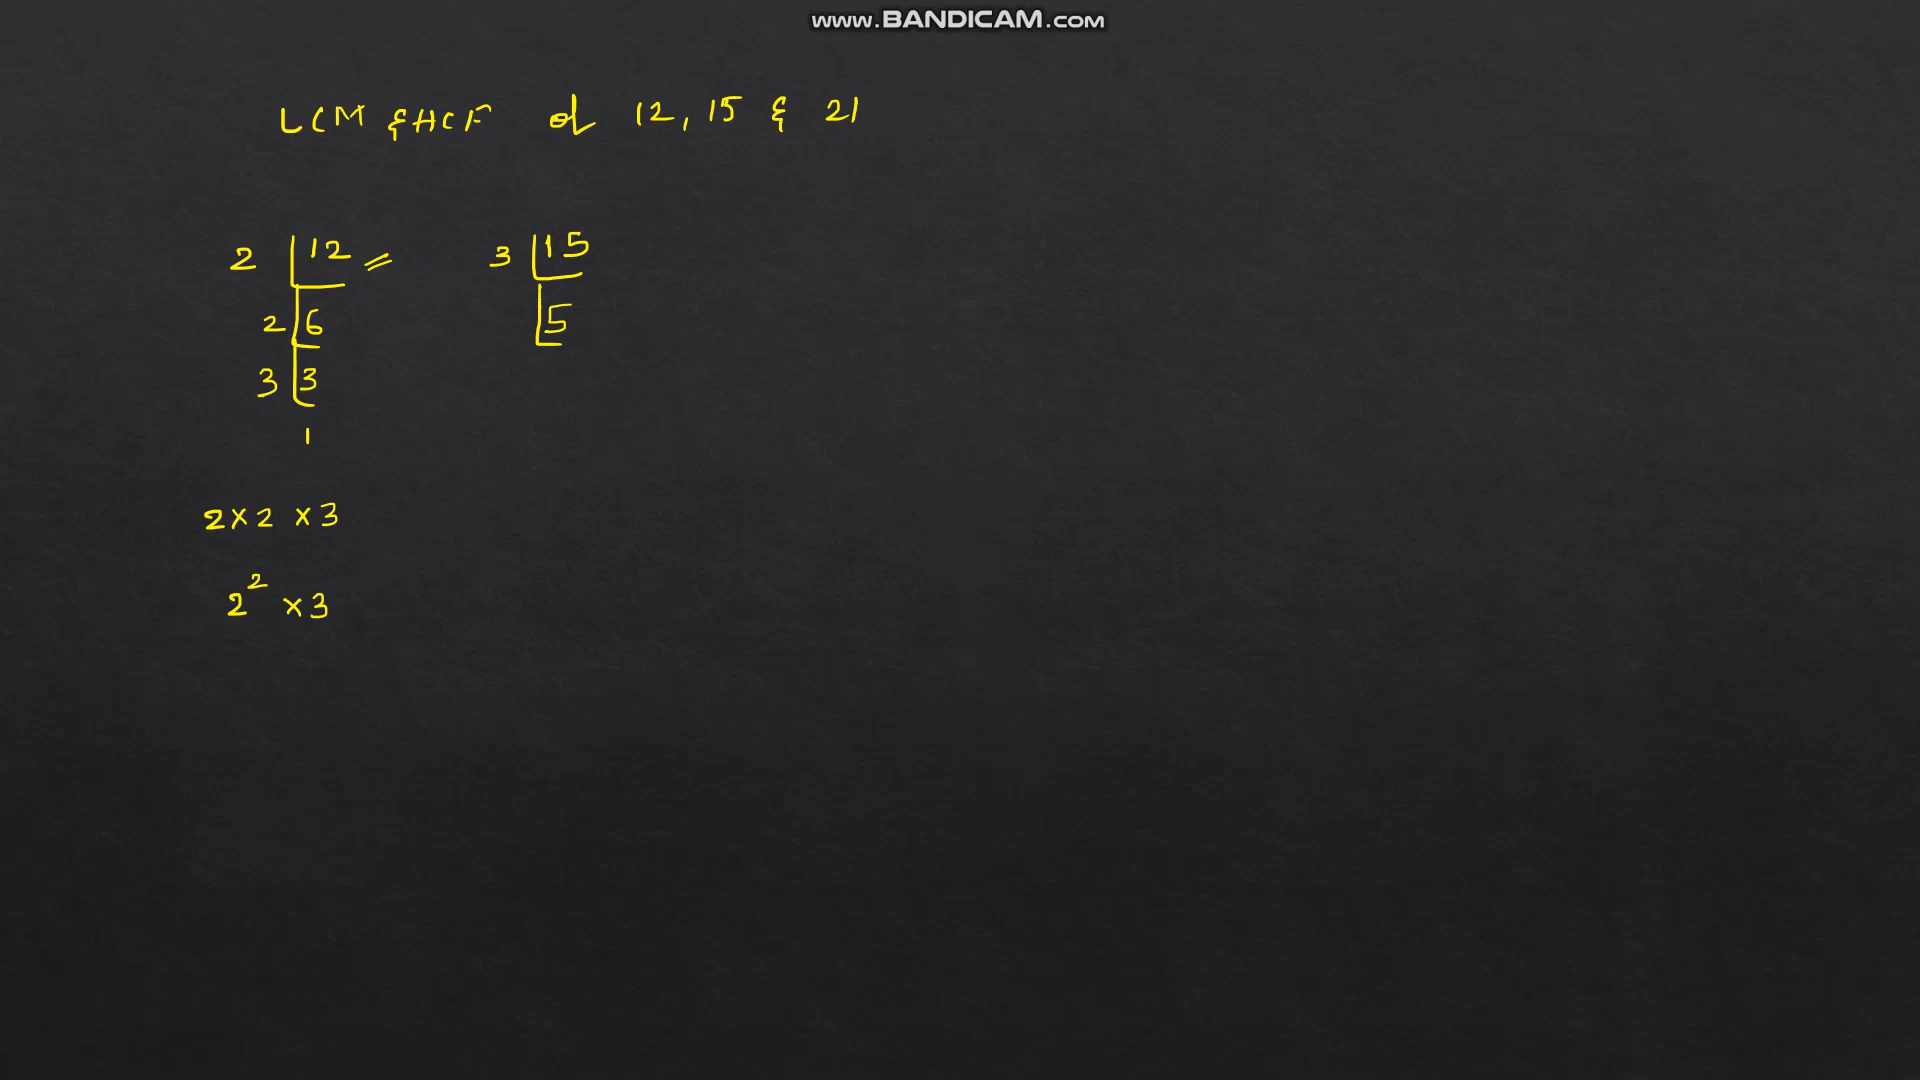 www.BANDICAM.com
LCM & HCF of 12, 15 & 21
2 | 12 =
2 | 6
3 | 3
1
2 × 2 × 3
2² × 3
3 | 15
5